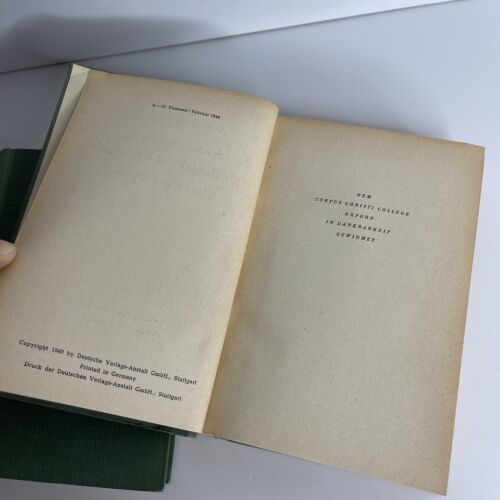 6.—12. Tausend / Februar 1949
Copyright 1949 by Deutsche Verlags-Anstalt GmbH., Stuttgart
Printed in Germany
Druck der Deutschen Verlags-Anstalt GmbH., Stuttgart
DEM
CORPUS CHRISTI COLLEGE
OXFORD
IN DANKBARKEIT
GEWIDMET